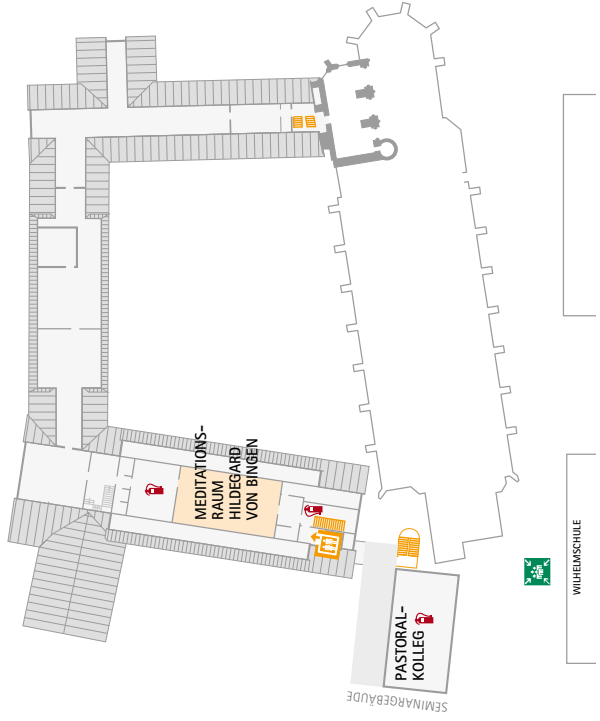 MEDITATIONS-
RAUM
HILDEGARD
VON BINGEN
PASTORAL-
KOLLEG
SEMINARGEBÄUDE
WILHELMSCHULE